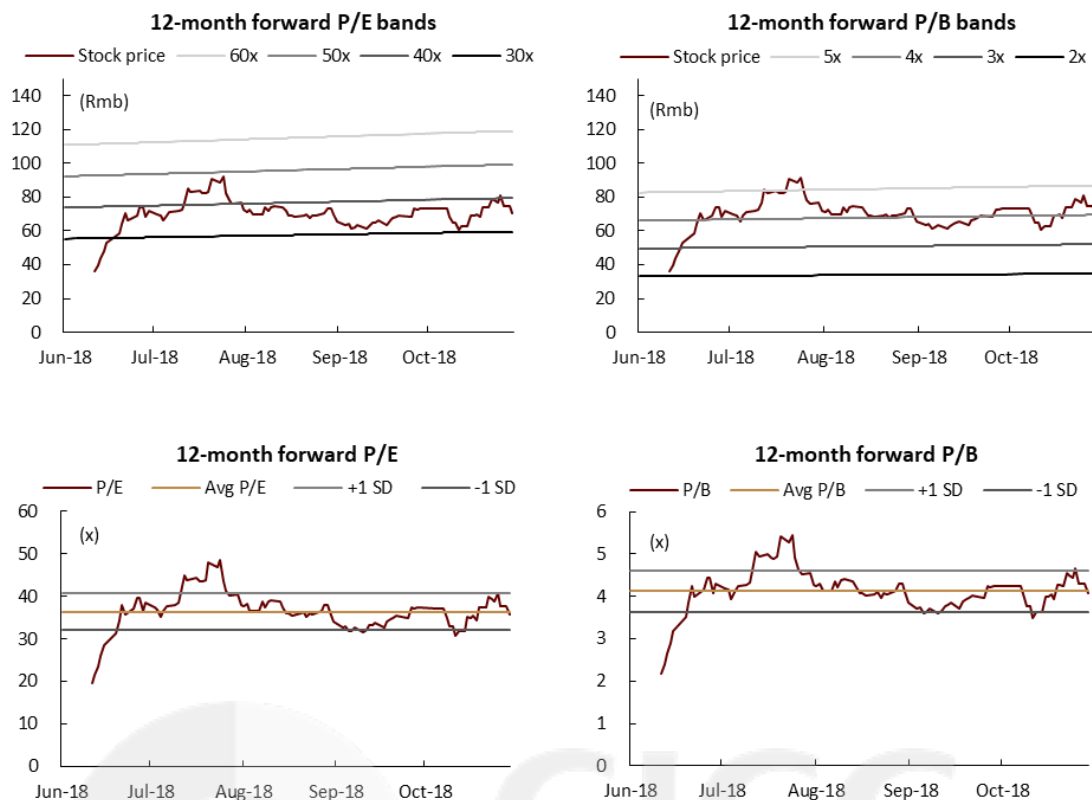 12-month forward P/E bands
Stock price 60x 50x 40x 30x
(Rmb)
140
120
100
80
60
40
20
0
Jun-18 Jul-18 Aug-18 Sep-18 Oct-18
12-month forward P/B bands
Stock price 5x 4x 3x 2x
(Rmb)
140
120
100
80
60
40
20
0
Jun-18 Jul-18 Aug-18 Sep-18 Oct-18
12-month forward P/E
P/E Avg P/E +1 SD -1 SD
(x)
60
50
40
30
20
10
0
Jun-18 Jul-18 Aug-18 Sep-18 Oct-18
12-month forward P/B
P/B Avg P/B +1 SD -1 SD
(x)
6
5
4
3
2
1
0
Jun-18 Jul-18 Aug-18 Sep-18 Oct-18